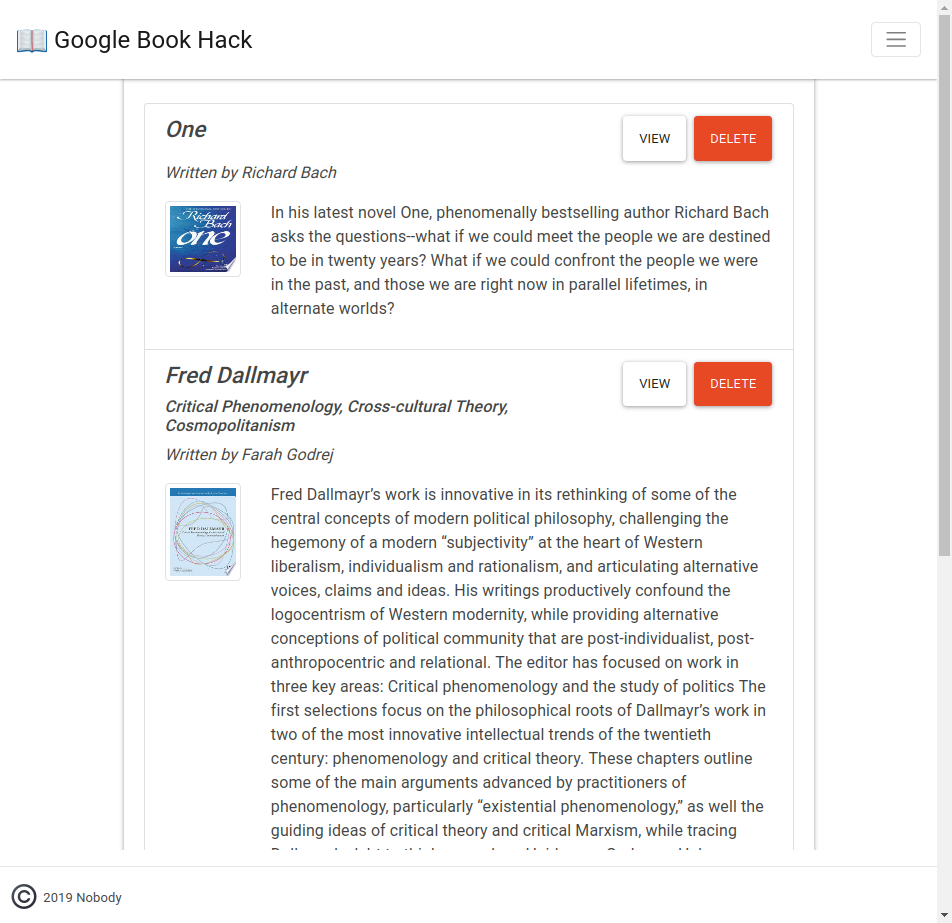 Google Book Hack
One
VIEW
DELETE
Written by Richard Bach
Richard
Bach
one
In his latest novel One, phenomenally bestselling author Richard Bach
asks the questions--what if we could meet the people we are destined
to be in twenty years? What if we could confront the people we were
in the past, and those we are right now in parallel lifetimes, in
alternate worlds?
Fred Dallmayr
VIEW
DELETE
Critical Phenomenology, Cross-cultural Theory,
Cosmopolitanism
Written by Farah Godrej
FRED DALLMAYR
Fred Dallmayr’s work is innovative in its rethinking of some of the
central concepts of modern political philosophy, challenging the
hegemony of a modern “subjectivity” at the heart of Western
liberalism, individualism and rationalism, and articulating alternative
voices, claims and ideas. His writings productively confound the
logocentrism of Western modernity, while providing alternative
conceptions of political community that are post-individualist, post-
anthropocentric and relational. The editor has focused on work in
three key areas: Critical phenomenology and the study of politics The
first selections focus on the philosophical roots of Dallmayr’s work in
two of the most innovative intellectual trends of the twentieth
century: phenomenology and critical theory. These chapters outline
some of the main arguments advanced by practitioners of
phenomenology, particularly “existential phenomenology,” as well the
guiding ideas of critical theory and critical Marxism, while tracing
© 2019 Nobody